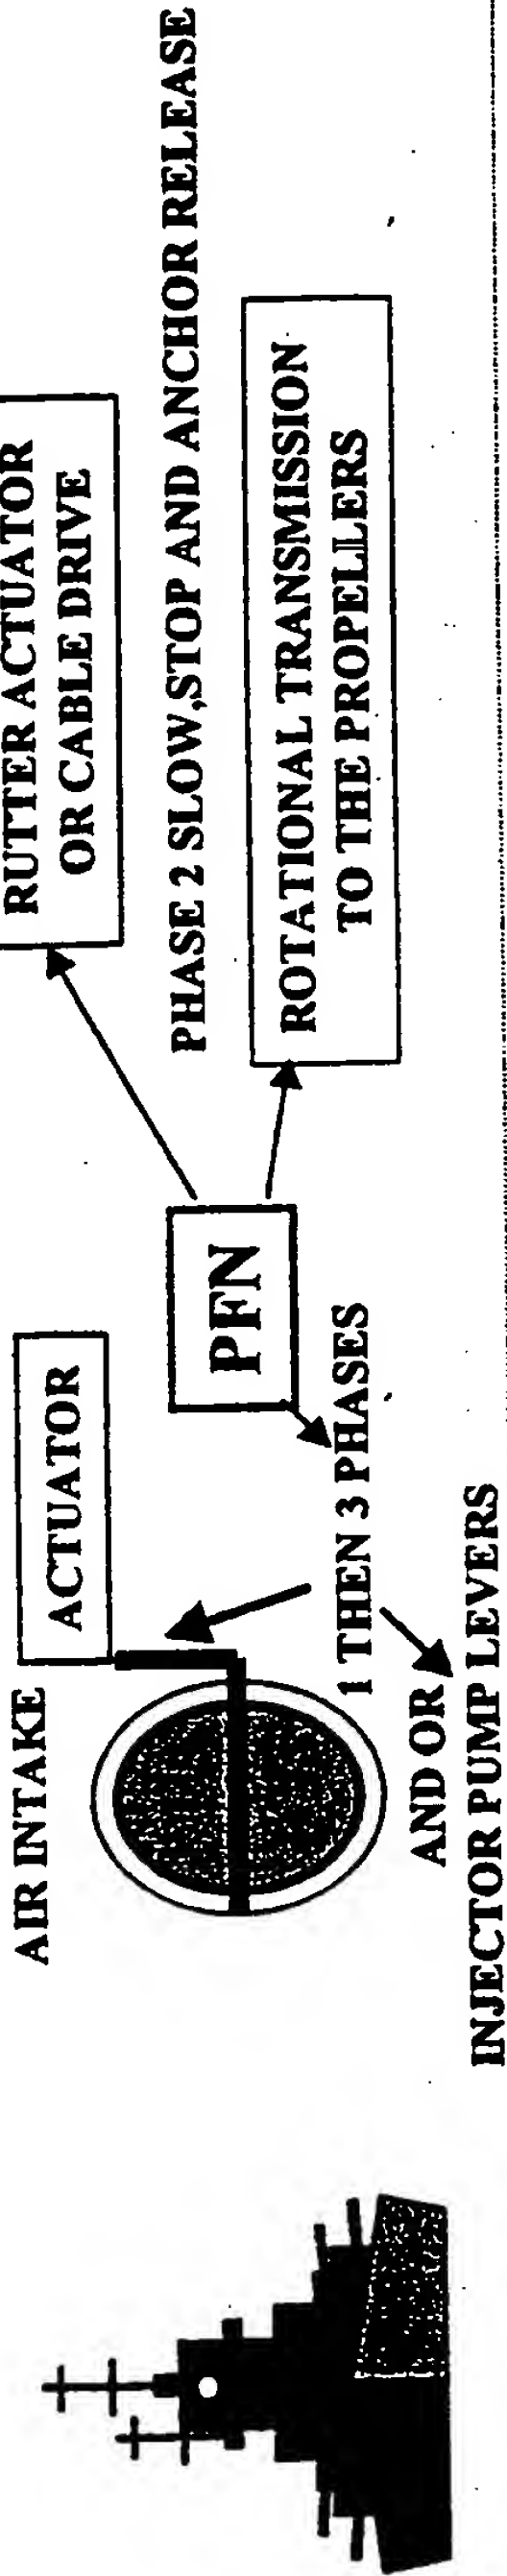 AIR INTAKE
ACTUATOR
RUTTER ACTUATOR
OR CABLE DRIVE
PFN
PHASE 2 SLOW,STOP AND ANCHOR RELEASE
ROTATIONAL TRANSMISSION
TO THE PROPELLERS
1 THEN 3 PHASES
AND OR
INJECTOR PUMP LEVERS